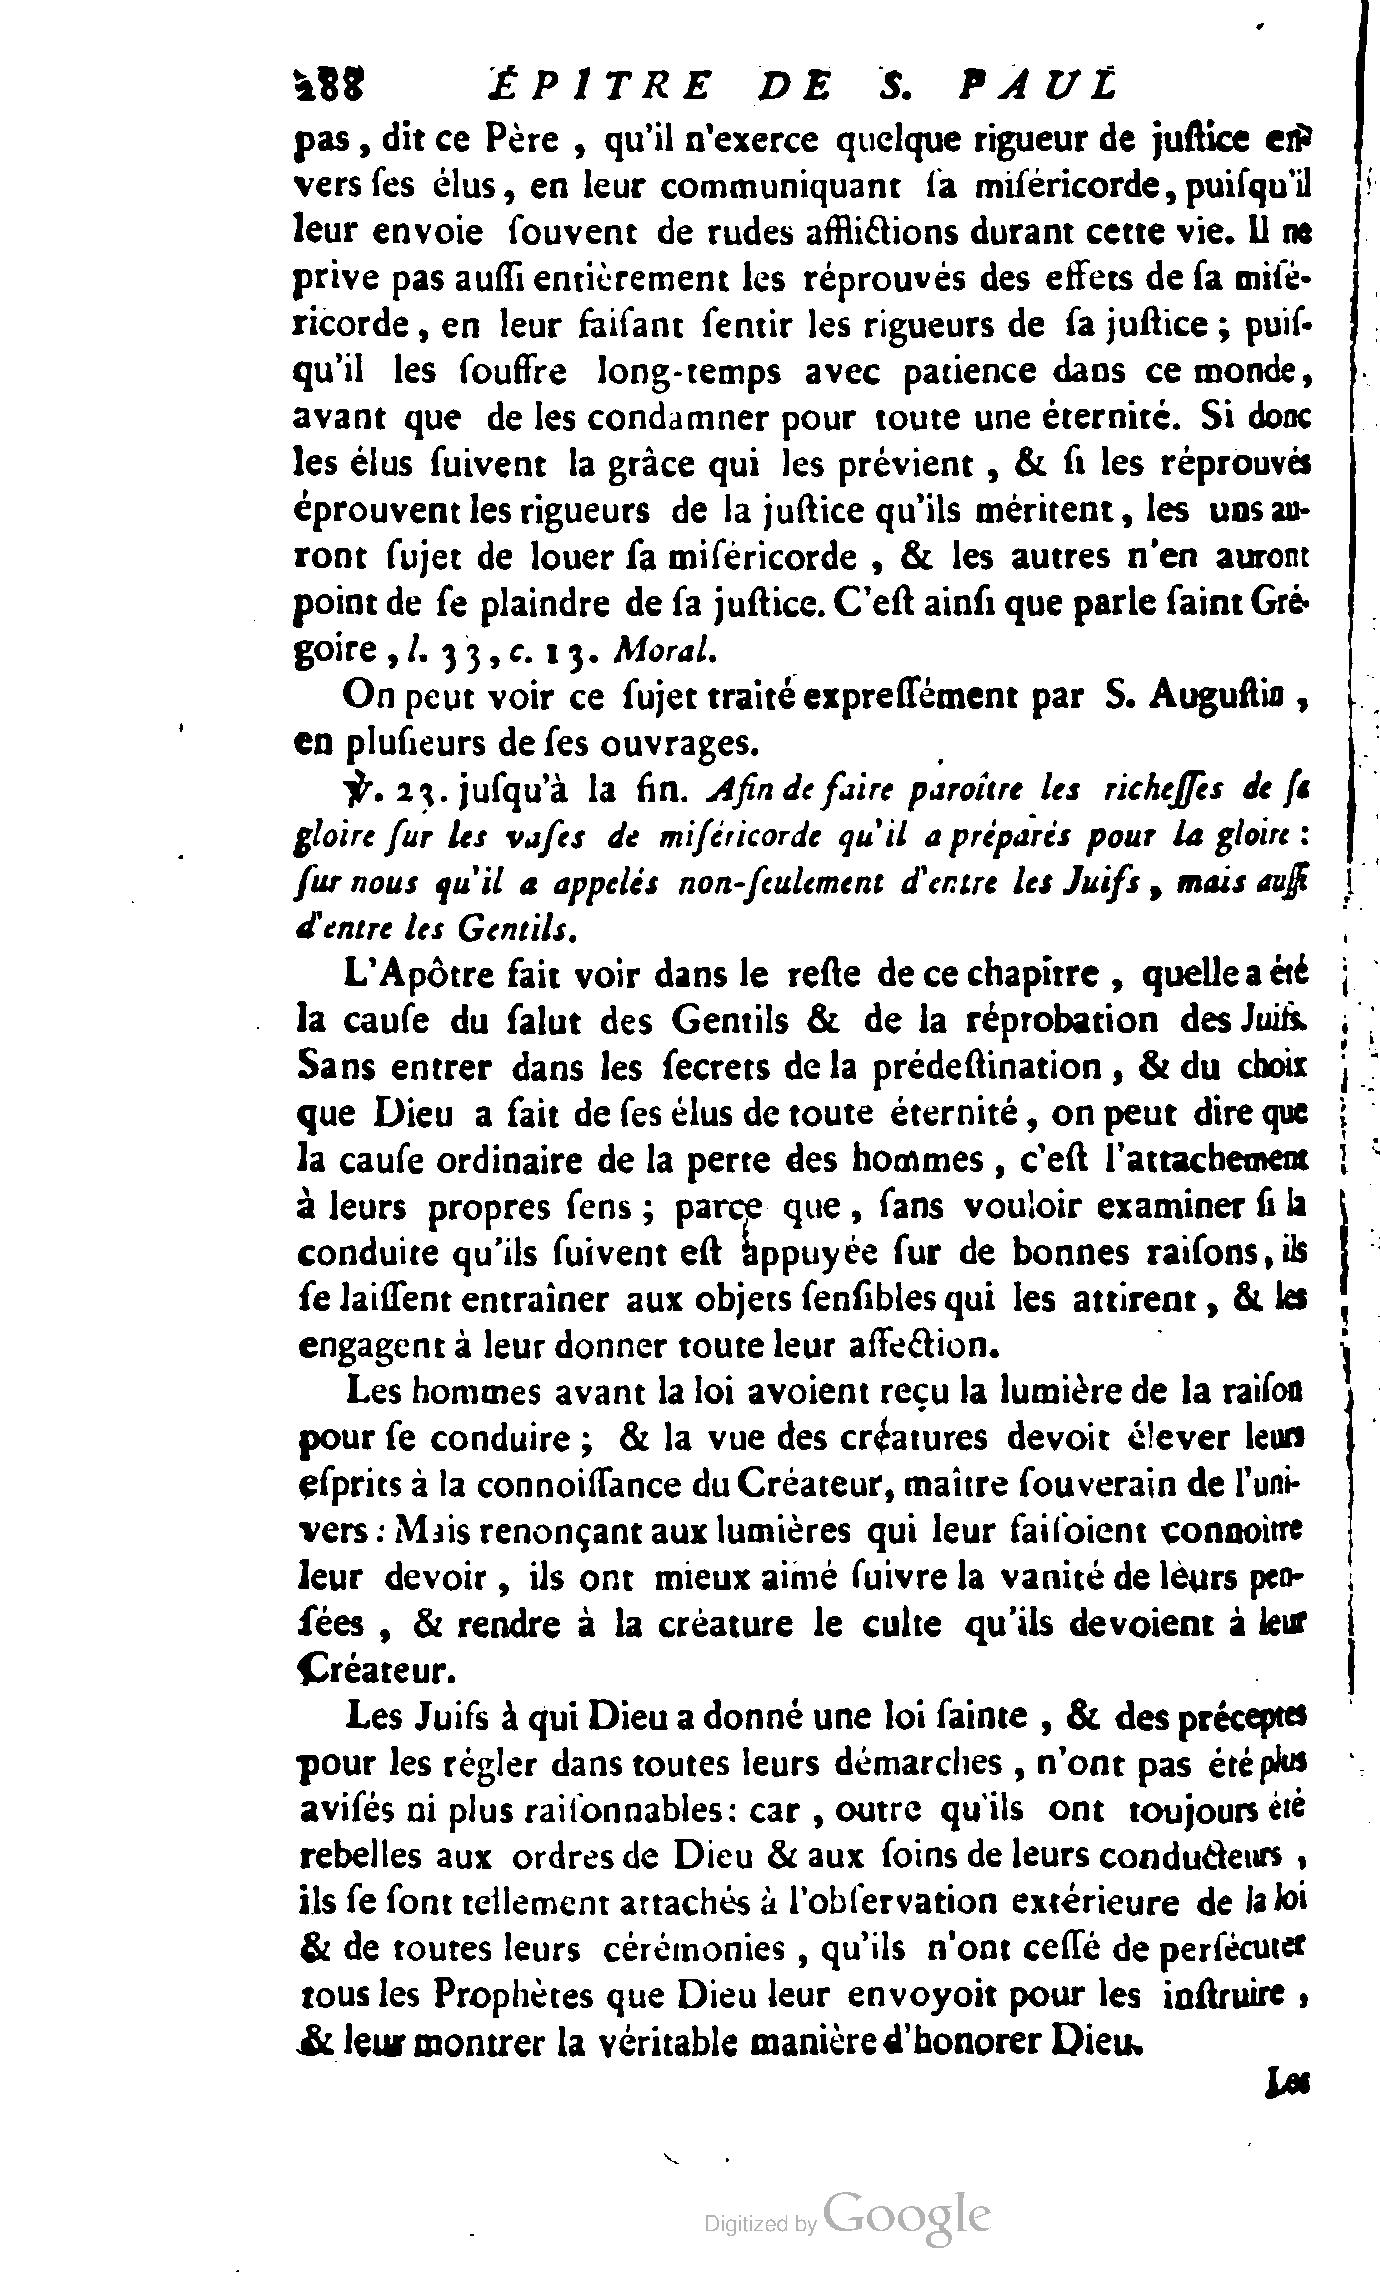 288 ÉPITRE DE S. PAUL
pas, dit ce Père, qu'il n'exerce quelque rigueur de juſtice en-
vers ſes élus, en leur communiquant ſa miſéricorde, puiſqu'il
leur envoie ſouvent de rudes afflictions durant cette vie. Il ne
prive pas auſſi entièrement les réprouvés des effets de ſa miſé-
ricorde, en leur faiſant ſentir les rigueurs de ſa juſtice; puiſ-
qu'il les ſouffre long-temps avec patience dans ce monde,
avant que de les condamner pour toute une éternité. Si donc
les élus ſuivent la grâce qui les prévient, & ſi les réprouvés
éprouvent les rigueurs de la juſtice qu'ils méritent, les uns au-
ront ſujet de louer ſa miſéricorde, & les autres n'en auront
point de ſe plaindre de ſa juſtice. C'eſt ainſi que parle ſaint Gré-
goire, l. 33, c. 13. Moral.
On peut voir ce ſujet traité expreſſément par S. Auguſtin,
en pluſieurs de ſes ouvrages.
℣. 23. juſqu'à la fin. Afin de faire paroître les richeſſes de ſa
gloire ſur les vaſes de miſéricorde qu'il a préparés pour la gloire:
ſur nous qu'il a appelés non-ſeulement d'entre les Juifs, mais auſſi
d'entre les Gentils.
L'Apôtre fait voir dans le reſte de ce chapitre, quelle a été
la cauſe du ſalut des Gentils & de la réprobation des Juifs.
Sans entrer dans les ſecrets de la prédeſtination, & du choix
que Dieu a fait de ſes élus de toute éternité, on peut dire que
la cauſe ordinaire de la perte des hommes, c'eſt l'attachement
à leurs propres ſens; parce que, ſans vouloir examiner ſi la
conduite qu'ils ſuivent eſt appuyée ſur de bonnes raiſons, ils
ſe laiſſent entraîner aux objets ſenſibles qui les attirent, & les
engagent à leur donner toute leur affection.
Les hommes avant la loi avoient reçu la lumière de la raiſon
pour ſe conduire; & la vue des créatures devoit élever leurs
eſprits à la connoiſſance du Créateur, maître ſouverain de l'uni-
vers: Mais renonçant aux lumières qui leur faiſoient connoitre
leur devoir, ils ont mieux aimé ſuivre la vanité de leurs pen-
ſées, & rendre à la créature le culte qu'ils devoient à leur
Créateur.
Les Juifs à qui Dieu a donné une loi ſainte, & des préceptes
pour les régler dans toutes leurs démarches, n'ont pas été plus
aviſés ni plus raiſonnables: car, outre qu'ils ont toujours été
rebelles aux ordres de Dieu & aux ſoins de leurs conducteurs,
ils ſe ſont tellement attachés à l'obſervation extérieure de la loi
& de toutes leurs cérémonies, qu'ils n'ont ceſſé de perſécuter
tous les Prophètes que Dieu leur envoyoit pour les inſtruire,
& leur montrer la véritable manière d'honorer Dieu.
Les
Digitized by Google